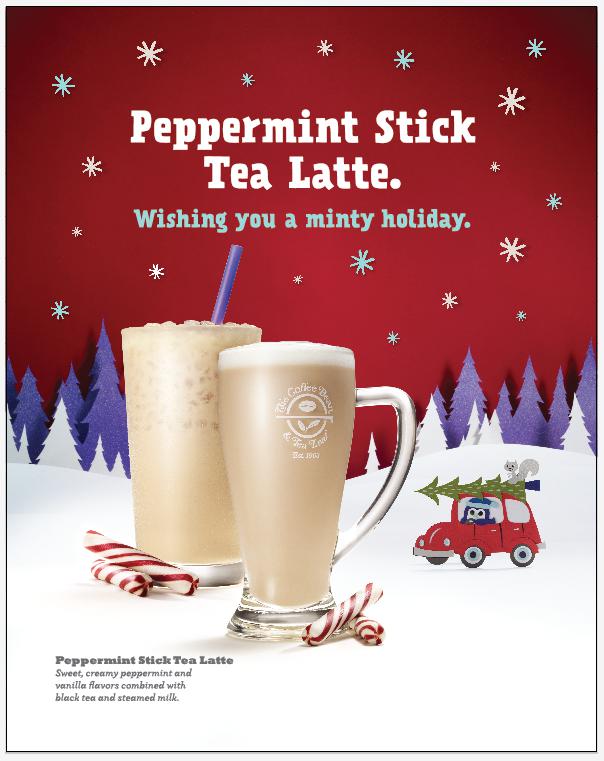 Peppermint Stick
Tea Latte.
Wishing you a minty holiday.
The Coffee Bean
& Tea Leaf
Est. 1963
Peppermint Stick Tea Latte
Sweet, creamy peppermint and
vanilla flavors combined with
black tea and steamed milk.